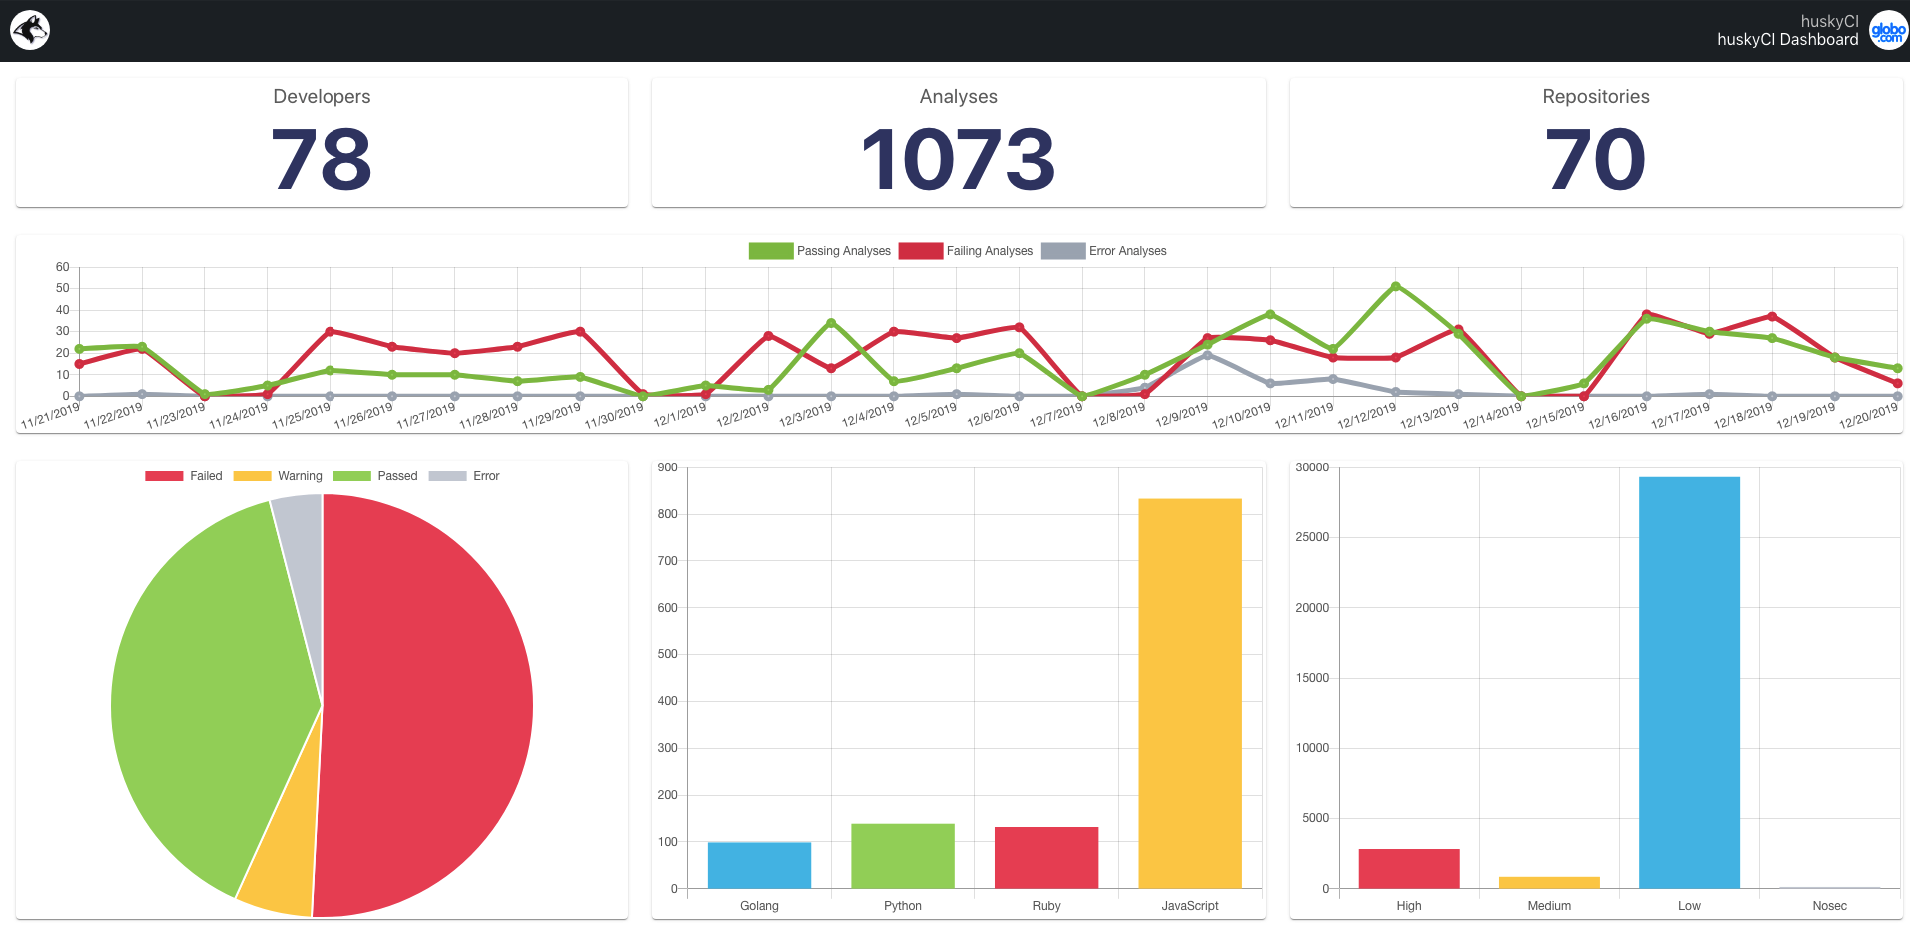 huskyCI
huskyCI Dashboard
globo
.com
Developers
78
Analyses
1073
Repositories
70
Passing Analyses Failing Analyses Error Analyses
60
50
40
30
20
10
0
11/21/2019 11/22/2019 11/23/2019 11/24/2019 11/25/2019 11/26/2019 11/27/2019 11/28/2019 11/29/2019 11/30/2019 12/1/2019 12/2/2019 12/3/2019 12/4/2019 12/5/2019 12/6/2019 12/7/2019 12/8/2019 12/9/2019 12/10/2019 12/11/2019 12/12/2019 12/13/2019 12/14/2019 12/15/2019 12/16/2019 12/17/2019 12/18/2019 12/19/2019 12/20/2019
Failed Warning Passed Error
900
800
700
600
500
400
300
200
100
0
Golang Python Ruby JavaScript
30000
25000
20000
15000
10000
5000
0
High Medium Low Nosec